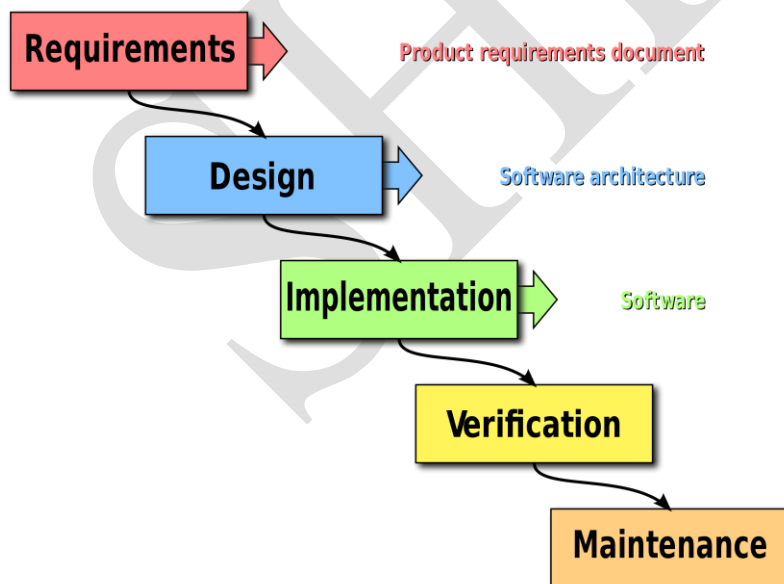 Requirements
Product requirements document
Design
Software architecture
Implementation
Software
Verification
Maintenance